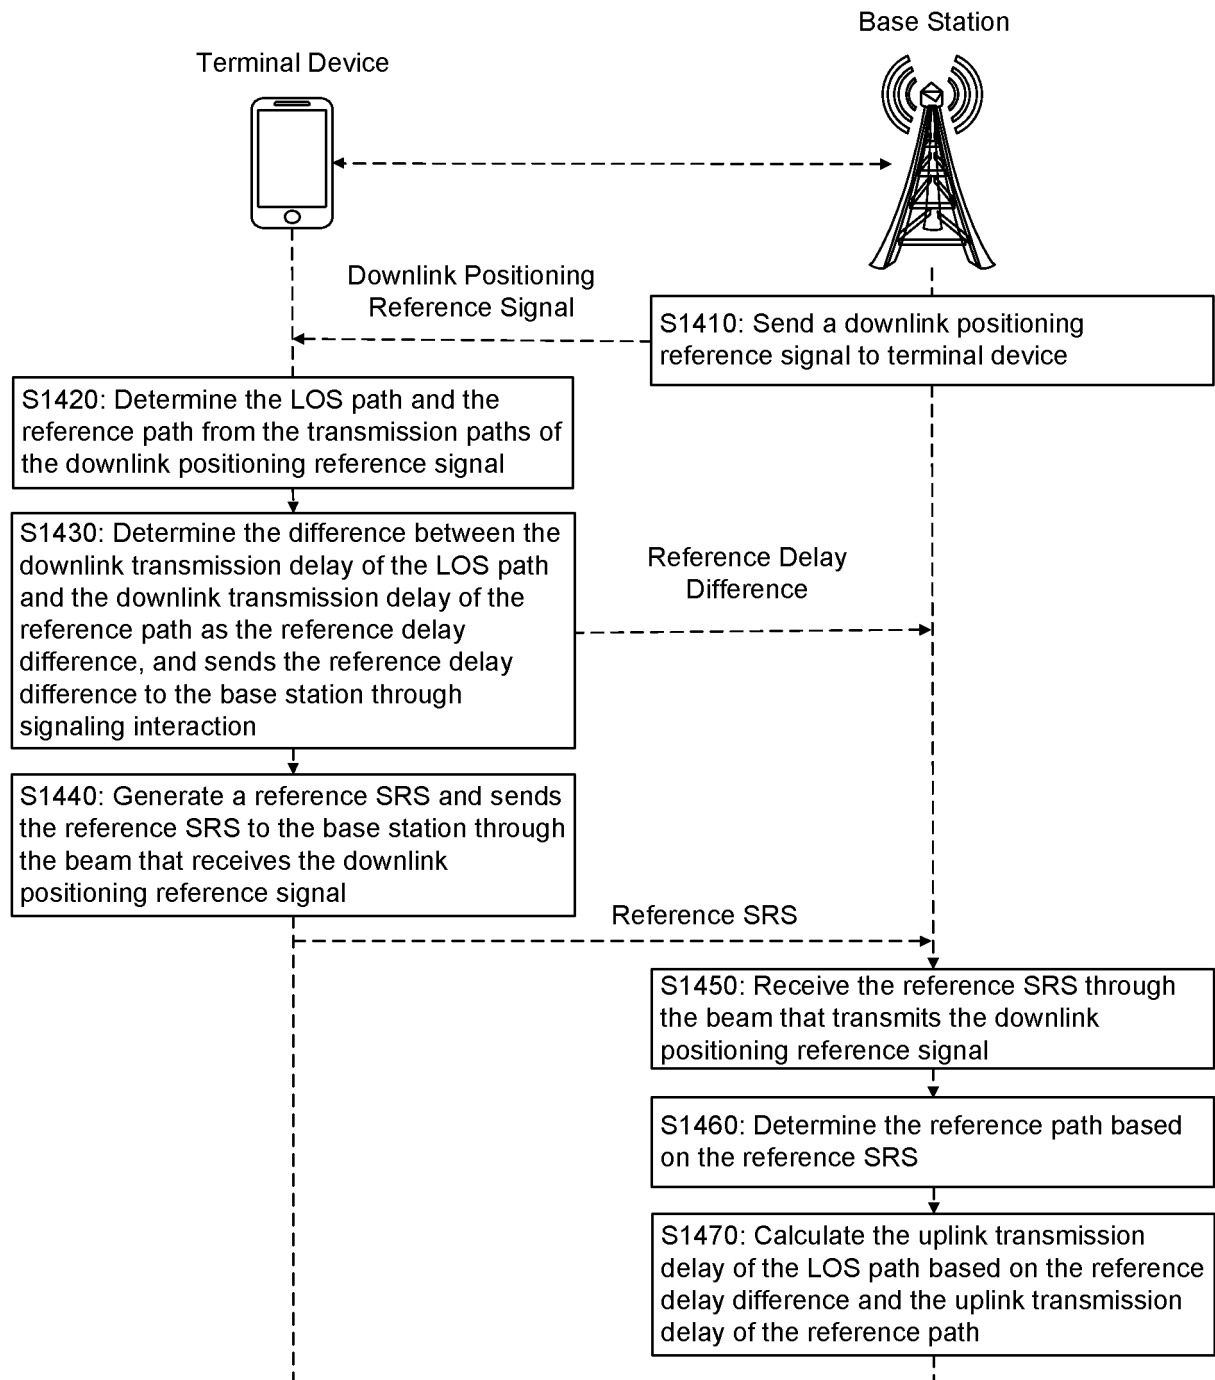 Base Station
Terminal Device
Downlink Positioning
Reference Signal
S1410: Send a downlink positioning
reference signal to terminal device
S1420: Determine the LOS path and the
reference path from the transmission paths of
the downlink positioning reference signal
S1430: Determine the difference between the
downlink transmission delay of the LOS path
and the downlink transmission delay of the
reference path as the reference delay
difference, and sends the reference delay
difference to the base station through
signaling interaction
Reference Delay
Difference
S1440: Generate a reference SRS and sends
the reference SRS to the base station through
the beam that receives the downlink
positioning reference signal
Reference SRS
S1450: Receive the reference SRS through
the beam that transmits the downlink
positioning reference signal
S1460: Determine the reference path based
on the reference SRS
S1470: Calculate the uplink transmission
delay of the LOS path based on the reference
delay difference and the uplink transmission
delay of the reference path